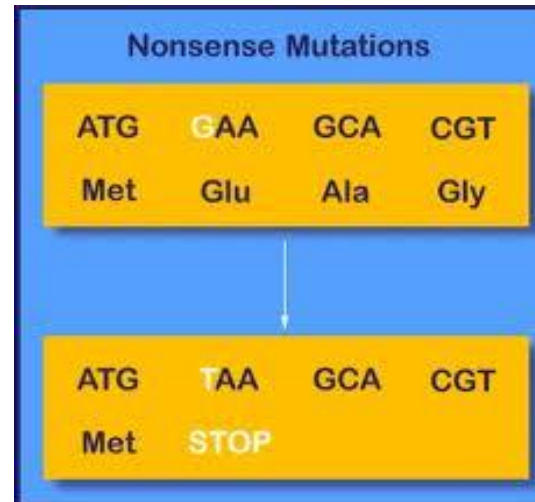 Nonsense Mutations
ATG GAA GCA CGT
Met Glu Ala Gly
ATG TAA GCA CGT
Met STOP